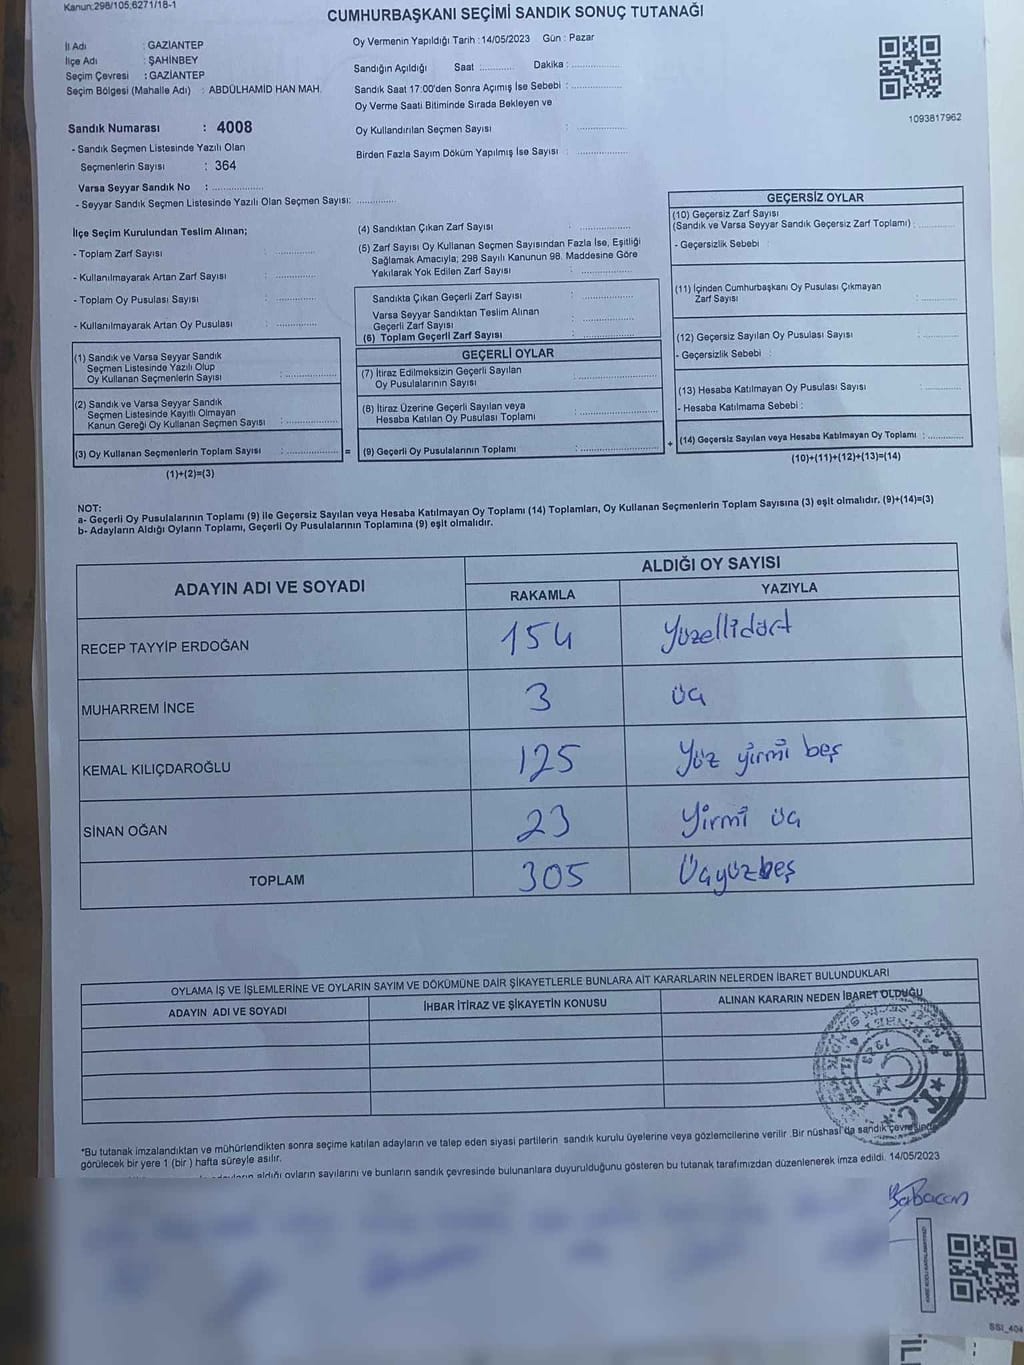 Kanun:298/105,6271/18-1
CUMHURBAŞKANI SEÇİMİ SANDIK SONUÇ TUTANAĞI
İl Adı : GAZİANTEP
İlçe Adı : ŞAHİNBEY
Seçim Çevresi : GAZİANTEP
Seçim Bölgesi (Mahalle Adı) : ABDÜLHAMİD HAN MAH.
Sandık Numarası : 4008
- Sandık Seçmen Listesinde Yazılı Olan
Seçmenlerin Sayısı : 364
Varsa Seyyar Sandık No : ..................
- Seyyar Sandık Seçmen Listesinde Yazılı Olan Seçmen Sayısı: .............
Oy Vermenin Yapıldığı Tarih :14/05/2023 Gün : Pazar
Sandığın Açıldığı Saat :........... Dakika : .................
Sandık Saat 17:00'den Sonra Açımış İse Sebebi : .................
Oy Verme Saati Bitiminde Sırada Bekleyen ve
Oy Kullandırılan Seçmen Sayısı : .................
Birden Fazla Sayım Döküm Yapılmış İse Sayısı : .................
1093817962
İlçe Seçim Kurulundan Teslim Alınan;
- Toplam Zarf Sayısı : .............
- Kullanılmayarak Artan Zarf Sayısı : .............
- Toplam Oy Pusulası Sayısı : .............
- Kullanılmayarak Artan Oy Pusulası : .............
(1) Sandık ve Varsa Seyyar Sandık
Seçmen Listesinde Yazılı Olup
Oy Kullanan Seçmenlerin Sayısı : .................
(2) Sandık ve Varsa Seyyar Sandık
Seçmen Listesinde Kayıtlı Olmayan
Kanun Gereği Oy Kullanan Seçmen Sayısı : .................
(3) Oy Kullanan Seçmenlerin Toplam Sayısı : ................. =
(1)+(2)=(3)
(4) Sandıktan Çıkan Zarf Sayısı : .................
(5) Zarf Sayısı Oy Kullanan Seçmen Sayısından Fazla İse, Eşitliği
Sağlamak Amacıyla; 298 Sayılı Kanunun 98. Maddesine Göre
Yakılarak Yok Edilen Zarf Sayısı : .................
Sandıkta Çıkan Geçerli Zarf Sayısı : .................
Varsa Seyyar Sandıktan Teslim Alınan
Geçerli Zarf Sayısı : .................
(6) Toplam Geçerli Zarf Sayısı : .................
GEÇERLİ OYLAR
(7) İtiraz Edilmeksizin Geçerli Sayılan
Oy Pusulalarının Sayısı : .................
(8) İtiraz Üzerine Geçerli Sayılan veya
Hesaba Katılan Oy Pusulası Toplamı : .................
(9) Geçerli Oy Pusulalarının Toplamı : ................. +
GEÇERSİZ OYLAR
(10) Geçersiz Zarf Sayısı
(Sandık ve Varsa Seyyar Sandık Geçersiz Zarf Toplamı) : ............
- Geçersizlik Sebebi :
(11) İçinden Cumhurbaşkanı Oy Pusulası Çıkmayan
Zarf Sayısı : ............
(12) Geçersiz Sayılan Oy Pusulası Sayısı : ............
- Geçersizlik Sebebi :
(13) Hesaba Katılmayan Oy Pusulası Sayısı : ............
- Hesaba Katılmama Sebebi :
(14) Geçersiz Sayılan veya Hesaba Katılmayan Oy Toplamı : ............
(10)+(11)+(12)+(13)=(14)
NOT:
a- Geçerli Oy Pusulalarının Toplamı (9) ile Geçersiz Sayılan veya Hesaba Katılmayan Oy Toplamı (14) Toplamları, Oy Kullanan Seçmenlerin Toplam Sayısına (3) eşit olmalıdır. (9)+(14)=(3)
b- Adayların Aldığı Oyların Toplamı, Geçerli Oy Pusulalarının Toplamına (9) eşit olmalıdır.
ADAYIN ADI VE SOYADI ALDIĞI OY SAYISI
RAKAMLA YAZIYLA
RECEP TAYYİP ERDOĞAN 154 Yüzellidört
MUHARREM İNCE 3 üç
KEMAL KILIÇDAROĞLU 125 Yüz yirmi beş
SİNAN OĞAN 23 Yirmi üç
TOPLAM 305 Üçyüzbeş
OYLAMA İŞ VE İŞLEMLERİNE VE OYLARIN SAYIM VE DÖKÜMÜNE DAİR ŞİKAYETLERLE BUNLARA AİT KARARLARIN NELERDEN İBARET BULUNDUKLARI
ADAYIN ADI VE SOYADI İHBAR İTİRAZ VE ŞİKAYETİN KONUSU ALINAN KARARIN NEDEN İBARET OLDUĞU
T.C.
*Bu tutanak imzalandıktan ve mühürlendikten sonra seçime katılan adayların ve talep eden siyasi partilerin sandık kurulu üyelerine veya gözlemcilerine verilir .Bir nüshası da sandık çevresinde
görülecek bir yere 1 (bir ) hafta süreyle asılır.
aldığı oyların sayılarını ve bunların sandık çevresinde bulunanlara duyurulduğunu gösteren bu tutanak tarafımızdan düzenlenerek imza edildi. 14/05/2023
Babacan
SSI_404